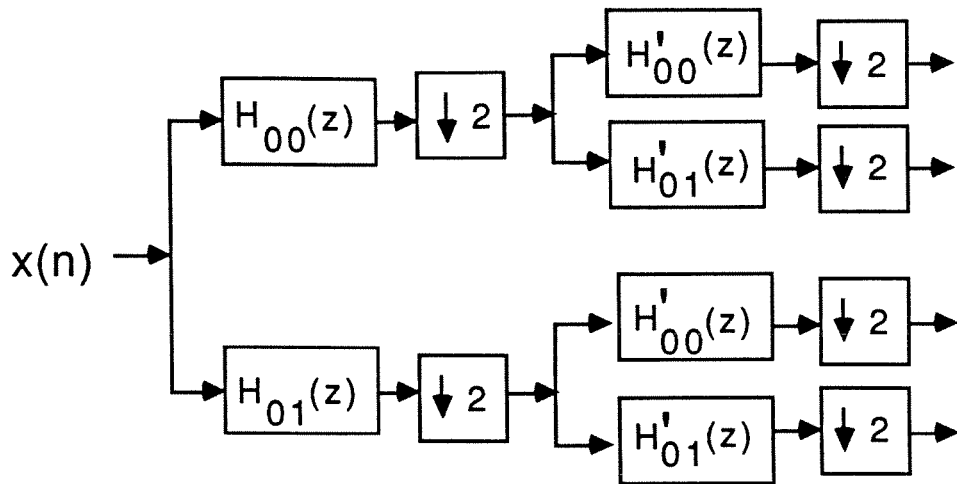 H'00(z)
↓ 2
H00(z)
↓ 2
H'01(z)
↓ 2
x(n)
H'00(z)
↓ 2
H01(z)
↓ 2
H'01(z)
↓ 2